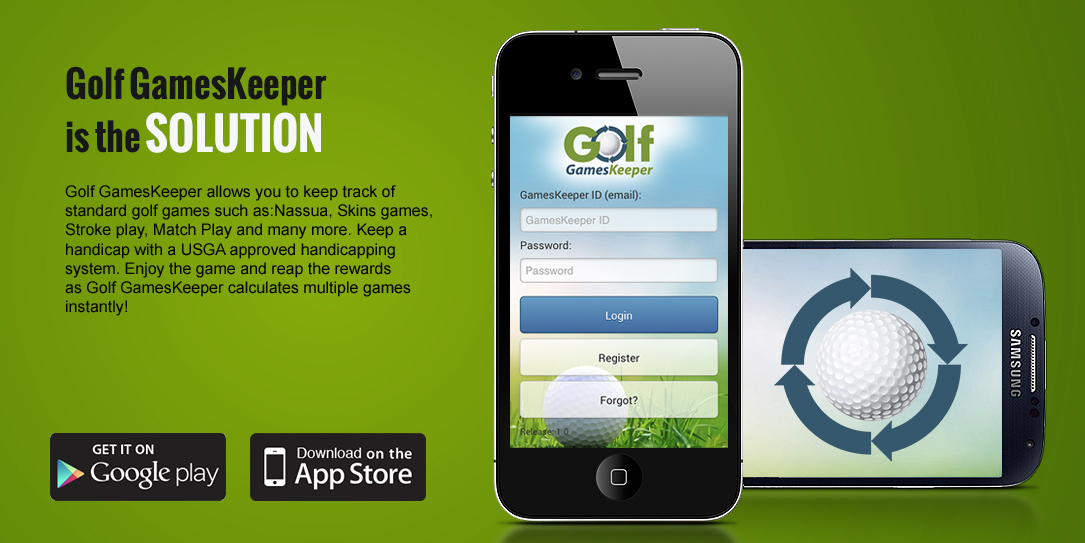 Golf GamesKeeper
is the SOLUTION
Golf GamesKeeper allows you to keep track of
standard golf games such as:Nassua, Skins games,
Stroke play, Match Play and many more. Keep a
handicap with a USGA approved handicapping
system. Enjoy the game and reap the rewards
as Golf GamesKeeper calculates multiple games
instantly!
GET IT ON
Google play
Download on the
App Store
Golf
GamesKeeper
GamesKeeper ID (email):
GamesKeeper ID
Password:
Password
Login
Register
Forgot?
Release: 1.0
SAMSUNG